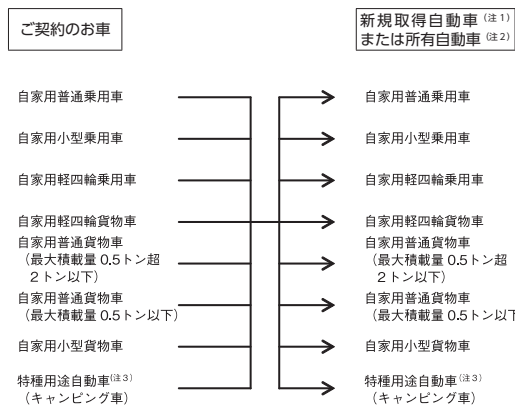 ご契約のお車
新規取得自動車(注1)
または所有自動車(注2)
自家用普通乗用車
自家用小型乗用車
自家用軽四輪乗用車
自家用軽四輪貨物車
自家用普通貨物車
(最大積載量 0.5トン超
2トン以下)
自家用普通貨物車
(最大積載量 0.5トン以下)
自家用小型貨物車
特種用途自動車(注3)
(キャンピング車)
自家用普通乗用車
自家用小型乗用車
自家用軽四輪乗用車
自家用軽四輪貨物車
自家用普通貨物車
(最大積載量 0.5トン超
2トン以下)
自家用普通貨物車
(最大積載量 0.5トン以下
自家用小型貨物車
特種用途自動車(注3)
(キャンピング車)